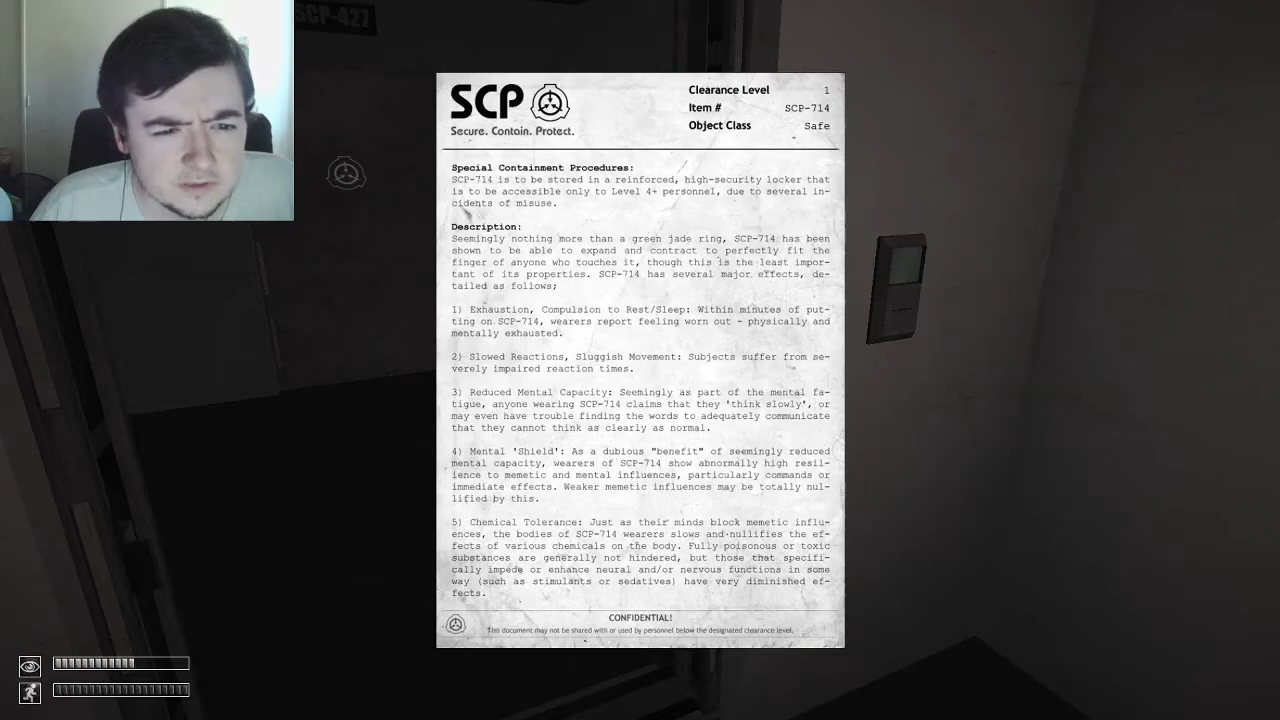 SCP-427
SCP
Secure. Contain. Protect.
Clearance Level 1
Item # SCP-714
Object Class Safe
Special Containment Procedures:
SCP-714 is to be stored in a reinforced, high-security locker that
is to be accessible only to Level 4+ personnel, due to several in-
cidents of misuse.
Description:
Seemingly nothing more than a green jade ring, SCP-714 has been
shown to be able to expand and contract to perfectly fit the
finger of anyone who touches it, though this is the least impor-
tant of its properties. SCP-714 has several major effects, de-
tailed as follows;
1) Exhaustion, Compulsion to Rest/Sleep: Within minutes of put-
ting on SCP-714, wearers report feeling worn out - physically and
mentally exhausted.
2) Slowed Reactions, Sluggish Movement: Subjects suffer from se-
verely impaired reaction times.
3) Reduced Mental Capacity: Seemingly as part of the mental fa-
tigue, anyone wearing SCP-714 claims that they 'think slowly', or
may even have trouble finding the words to adequately communicate
that they cannot think as clearly as normal.
4) Mental 'Shield': As a dubious "benefit" of seemingly reduced
mental capacity, wearers of SCP-714 show abnormally high resil-
ience to memetic and mental influences, particularly commands or
immediate effects. Weaker memetic influences may be totally nul-
lified by this.
5) Chemical Tolerance: Just as their minds block memetic influ-
ences, the bodies of SCP-714 wearers slows and nullifies the ef-
fects of various chemicals on the body. Fully poisonous or toxic
substances are generally not hindered, but those that specifi-
cally impede or enhance neural and/or nervous functions in some
way (such as stimulants or sedatives) have very diminished ef-
fects.
CONFIDENTIAL!
This document may not be shared with or used by personnel below the designated clearance level.